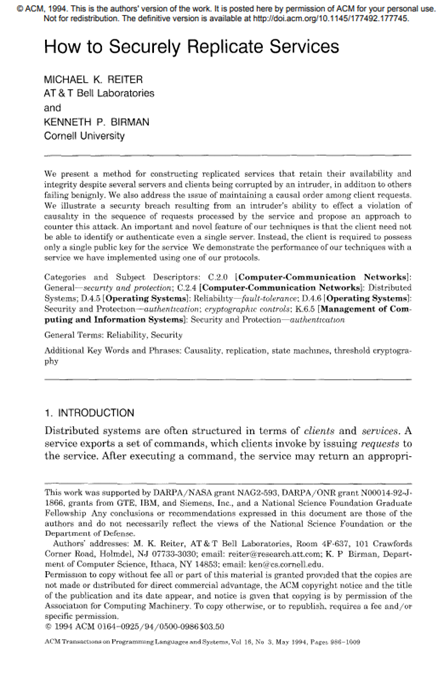 © ACM, 1994. This is the authors' version of the work. It is posted here by permission of ACM for your personal use.
Not for redistribution. The definitive version is available at http://doi.acm.org/10.1145/177492.177745.
How to Securely Replicate Services
MICHAEL K. REITER
AT & T Bell Laboratories
and
KENNETH P. BIRMAN
Cornell University
We present a method for constructing replicated services that retain their availability and
integrity despite several servers and clients being corrupted by an intruder, in addition to others
failing benignly. We also address the issue of maintaining a causal order among client requests.
We illustrate a security breach resulting from an intruder's ability to effect a violation of
causality in the sequence of requests processed by the service and propose an approach to
counter this attack. An important and novel feature of our techniques is that the client need not
be able to identify or authenticate even a single server. Instead, the client is required to possess
only a single public key for the service We demonstrate the performance of our techniques with a
service we have implemented using one of our protocols.
Categories and Subject Descriptors: C.2.0 [Computer-Communication Networks]:
General—security and protection; C.2.4 [Computer-Communication Networks]: Distributed
Systems; D.4.5 [Operating Systems]: Reliability—fault-tolerance; D.4.6 [Operating Systems]:
Security and Protection—authentication; cryptographic controls; K.6.5 [Management of Com-
puting and Information Systems]: Security and Protection—authentication
General Terms: Reliability, Security
Additional Key Words and Phrases: Causality, replication, state machines, threshold cryptogra-
phy
1. INTRODUCTION
Distributed systems are often structured in terms of clients and services. A
service exports a set of commands, which clients invoke by issuing requests to
the service. After executing a command, the service may return an appropri-
This work was supported by DARPA/NASA grant NAG2-593, DARPA/ONR grant N00014-92-J-
1866, grants from GTE, IBM, and Siemens, Inc., and a National Science Foundation Graduate
Fellowship Any conclusions or recommendations expressed in this document are those of the
authors and do not necessarily reflect the views of the National Science Foundation or the
Department of Defense.
Authors' addresses: M. K. Reiter, AT & T Bell Laboratories, Room 4F-637, 101 Crawfords
Corner Road, Holmdel, NJ 07733-3030; email: reiter@research.att.com; K. P Birman, Depart-
ment of Computer Science, Ithaca, NY 14853; email: ken@cs.cornell.edu.
Permission to copy without fee all or part of this material is granted provided that the copies are
not made or distributed for direct commercial advantage, the ACM copyright notice and the title
of the publication and its date appear, and notice is given that copying is by permission of the
Association for Computing Machinery. To copy otherwise, or to republish, requires a fee and/or
specific permission.
© 1994 ACM 0164-0925/94/0500-0986$03.50
ACM Transactions on Programming Languages and Systems, Vol 16, No 3, May 1994, Pages 986-1009